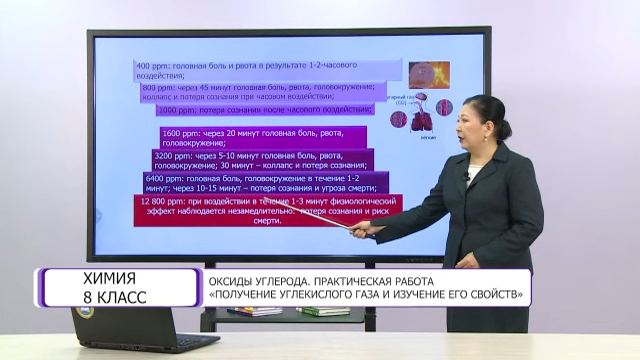 400 ppm: головная боль и рвота в результате 1-2-часового
воздействия;
800 ppm: через 45 минут головная боль, рвота, головокружение;
коллапс и потеря сознания при часовом воздействии;
1000 ppm: потеря сознания после часового воздействия;
(CO)
лёгкие
1600 ppm: через 20 минут головная боль, рвота,
головокружение;
3200 ppm: через 5-10 минут головная боль, рвота,
головокружение; 30 минут – коллапс и потеря сознания;
6400 ppm: головная боль, головокружение в течение 1-2
минут; через 10-15 минут – потеря сознания и угроза смерти;
12 800 ppm: при воздействии в течение 1-3 минут физиологический
эффект наблюдается незамедлительно: потеря сознания и риск
смерти.
ХИМИЯ
8 КЛАСС
ОКСИДЫ УГЛЕРОДА. ПРАКТИЧЕСКАЯ РАБОТА
«ПОЛУЧЕНИЕ УГЛЕКИСЛОГО ГАЗА И ИЗУЧЕНИЕ ЕГО СВОЙСТВ»